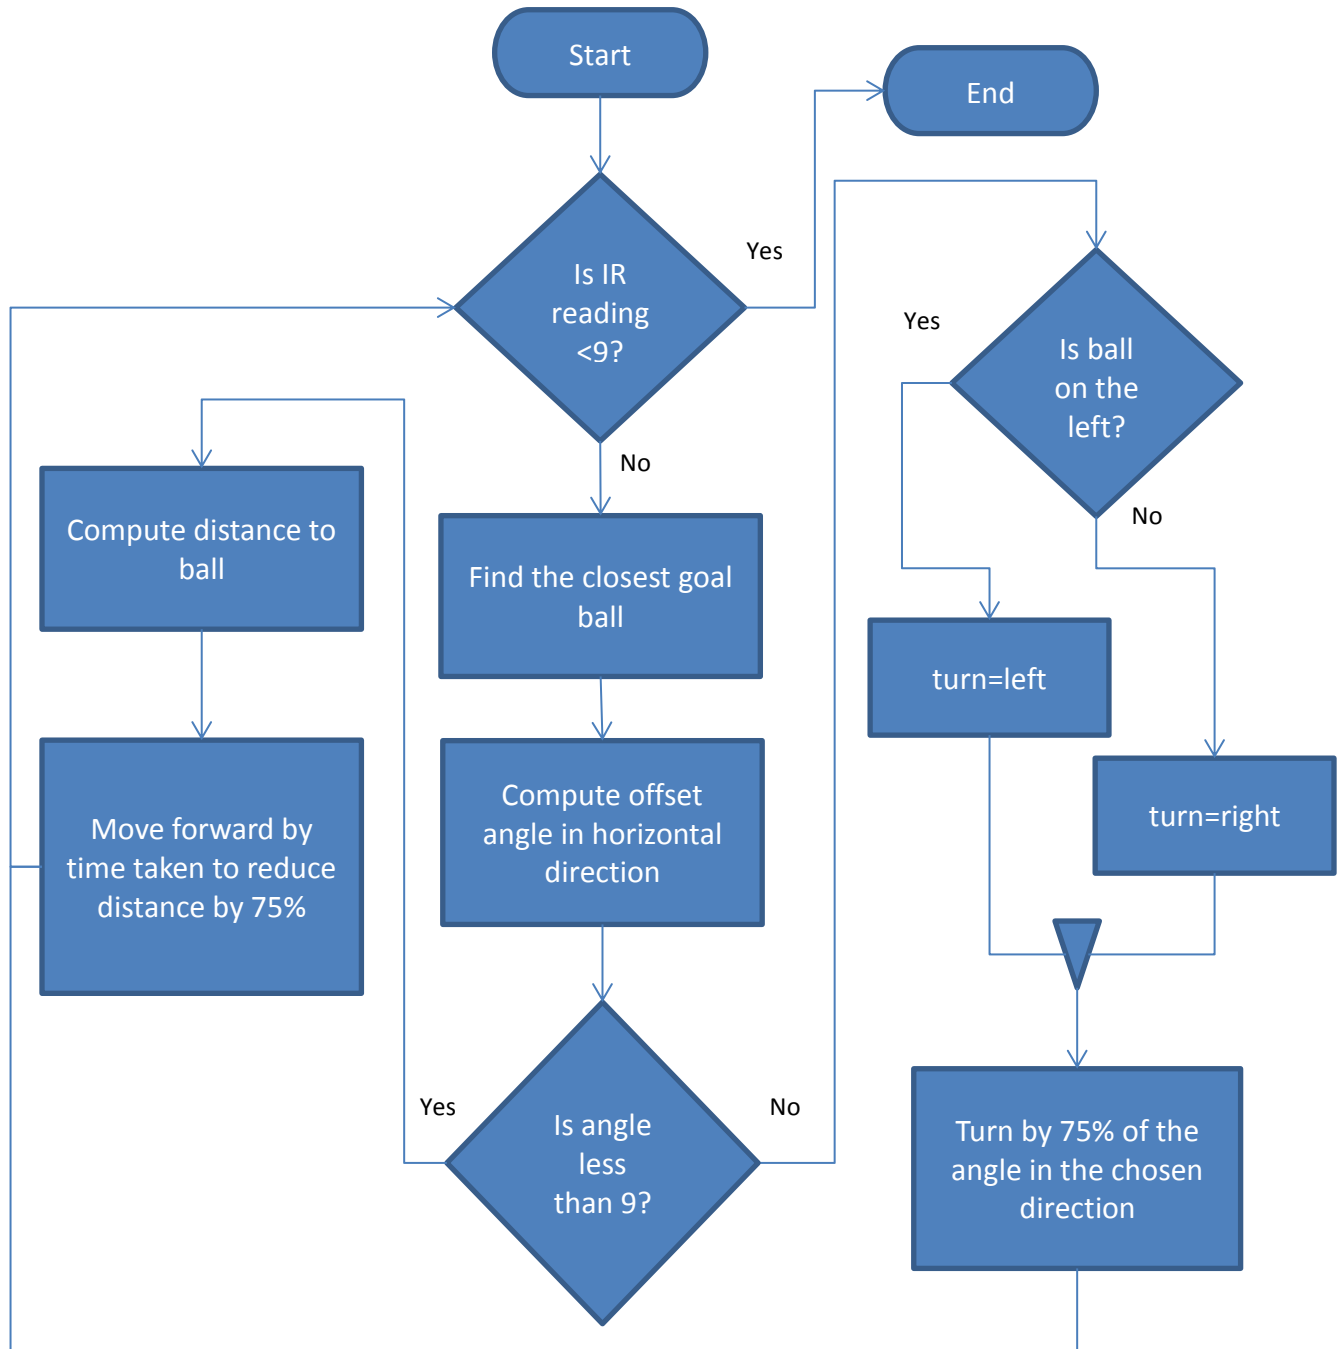 Start
End
Is IR
reading
<9?
Yes
No
Is ball
on the
left?
Yes
No
Compute distance to
ball
Find the closest goal
ball
turn=left
turn=right
Move forward by
time taken to reduce
distance by 75%
Compute offset
angle in horizontal
direction
Is angle
less
than 9?
Yes
No
Turn by 75% of the
angle in the chosen
direction